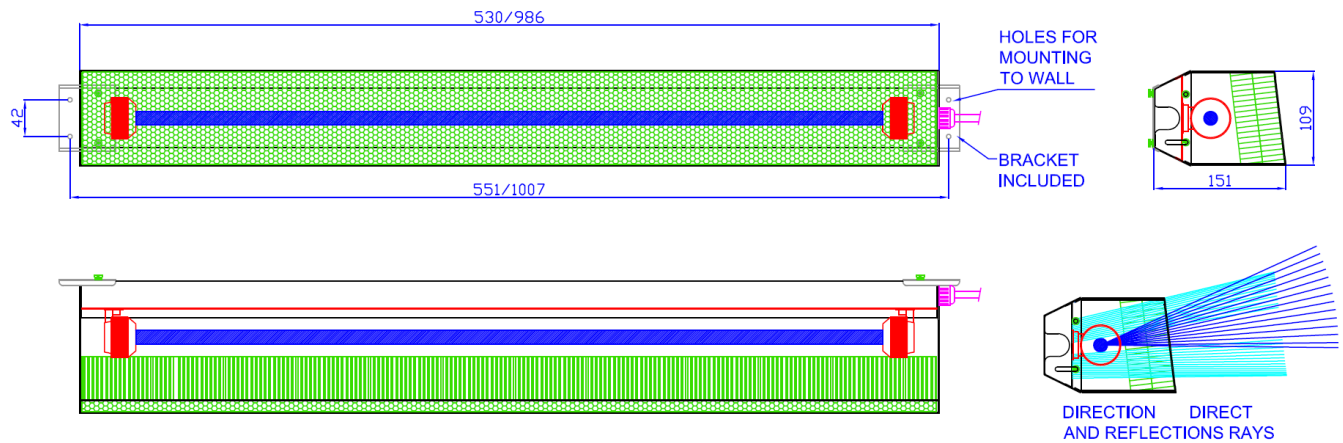 530/986
HOLES FOR
MOUNTING
TO WALL
42
109
BRACKET
INCLUDED
551/1007
151
DIRECTION DIRECT
AND REFLECTIONS RAYS